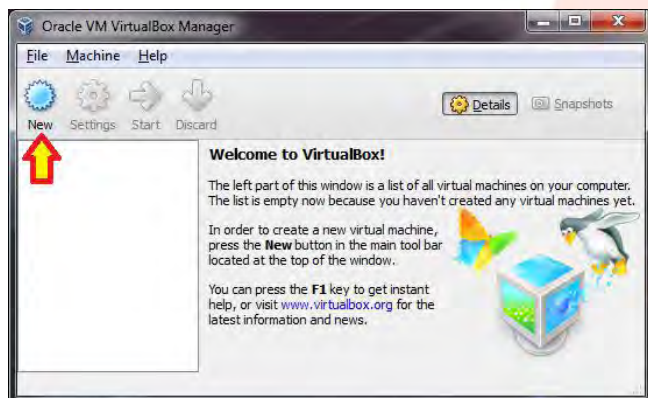 Oracle VM VirtualBox Manager
File Machine Help
New Settings Start Discard
Details Snapshots
Welcome to VirtualBox!
The left part of this window is a list of all virtual machines on your computer.
The list is empty now because you haven't created any virtual machines yet.
In order to create a new virtual machine,
press the New button in the main tool bar
located at the top of the window.
You can press the F1 key to get instant
help, or visit www.virtualbox.org for the
latest information and news.